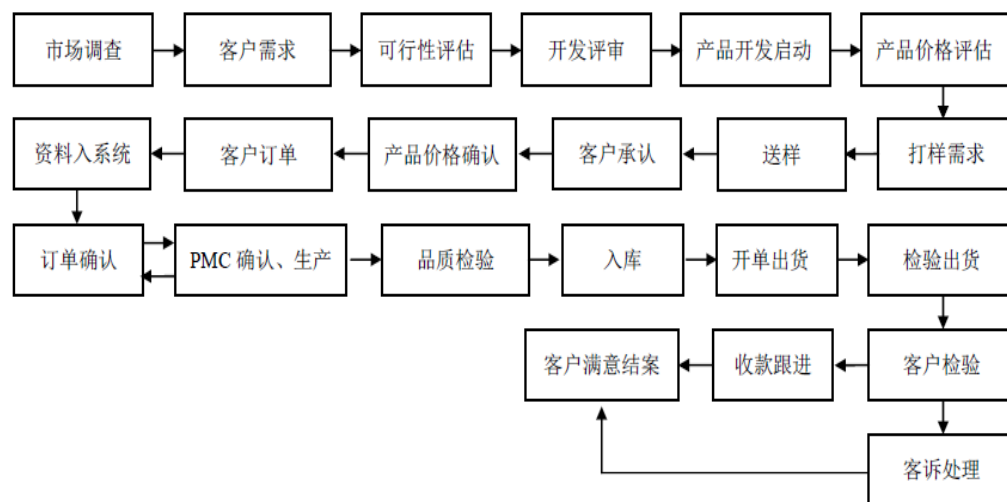 市场调查
客户需求
可行性评估
开发评审
产品开发启动
产品价格评估
资料入系统
客户订单
产品价格确认
客户承认
送样
打样需求
订单确认
PMC 确认、生产
品质检验
入库
开单出货
检验出货
客户满意结案
收款跟进
客户检验
客诉处理